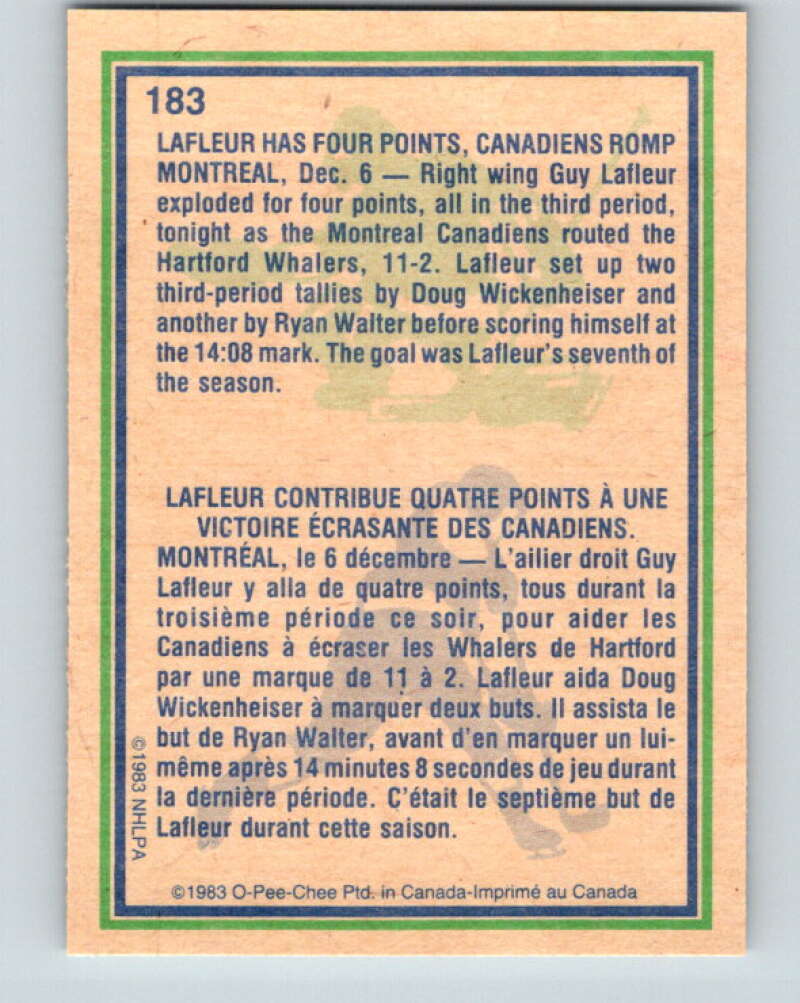 183
LAFLEUR HAS FOUR POINTS, CANADIENS ROMP
MONTREAL, Dec. 6 — Right wing Guy Lafleur
exploded for four points, all in the third period,
tonight as the Montreal Canadiens routed the
Hartford Whalers, 11-2. Lafleur set up two
third-period tallies by Doug Wickenheiser and
another by Ryan Walter before scoring himself at
the 14:08 mark. The goal was Lafleur's seventh of
the season.
LAFLEUR CONTRIBUE QUATRE POINTS À UNE
VICTOIRE ÉCRASANTE DES CANADIENS.
MONTRÉAL, le 6 décembre — L'ailier droit Guy
Lafleur y alla de quatre points, tous durant la
troisième période ce soir, pour aider les
Canadiens à écraser les Whalers de Hartford
par une marque de 11 à 2. Lafleur aida Doug
Wickenheiser à marquer deux buts. Il assista le
but de Ryan Walter, avant d'en marquer un lui-
même après 14 minutes 8 secondes de jeu durant
la dernière période. C'était le septième but de
Lafleur durant cette saison.
©1983 NHLPA
©1983 O-Pee-Chee Ptd. in Canada-Imprimé au Canada